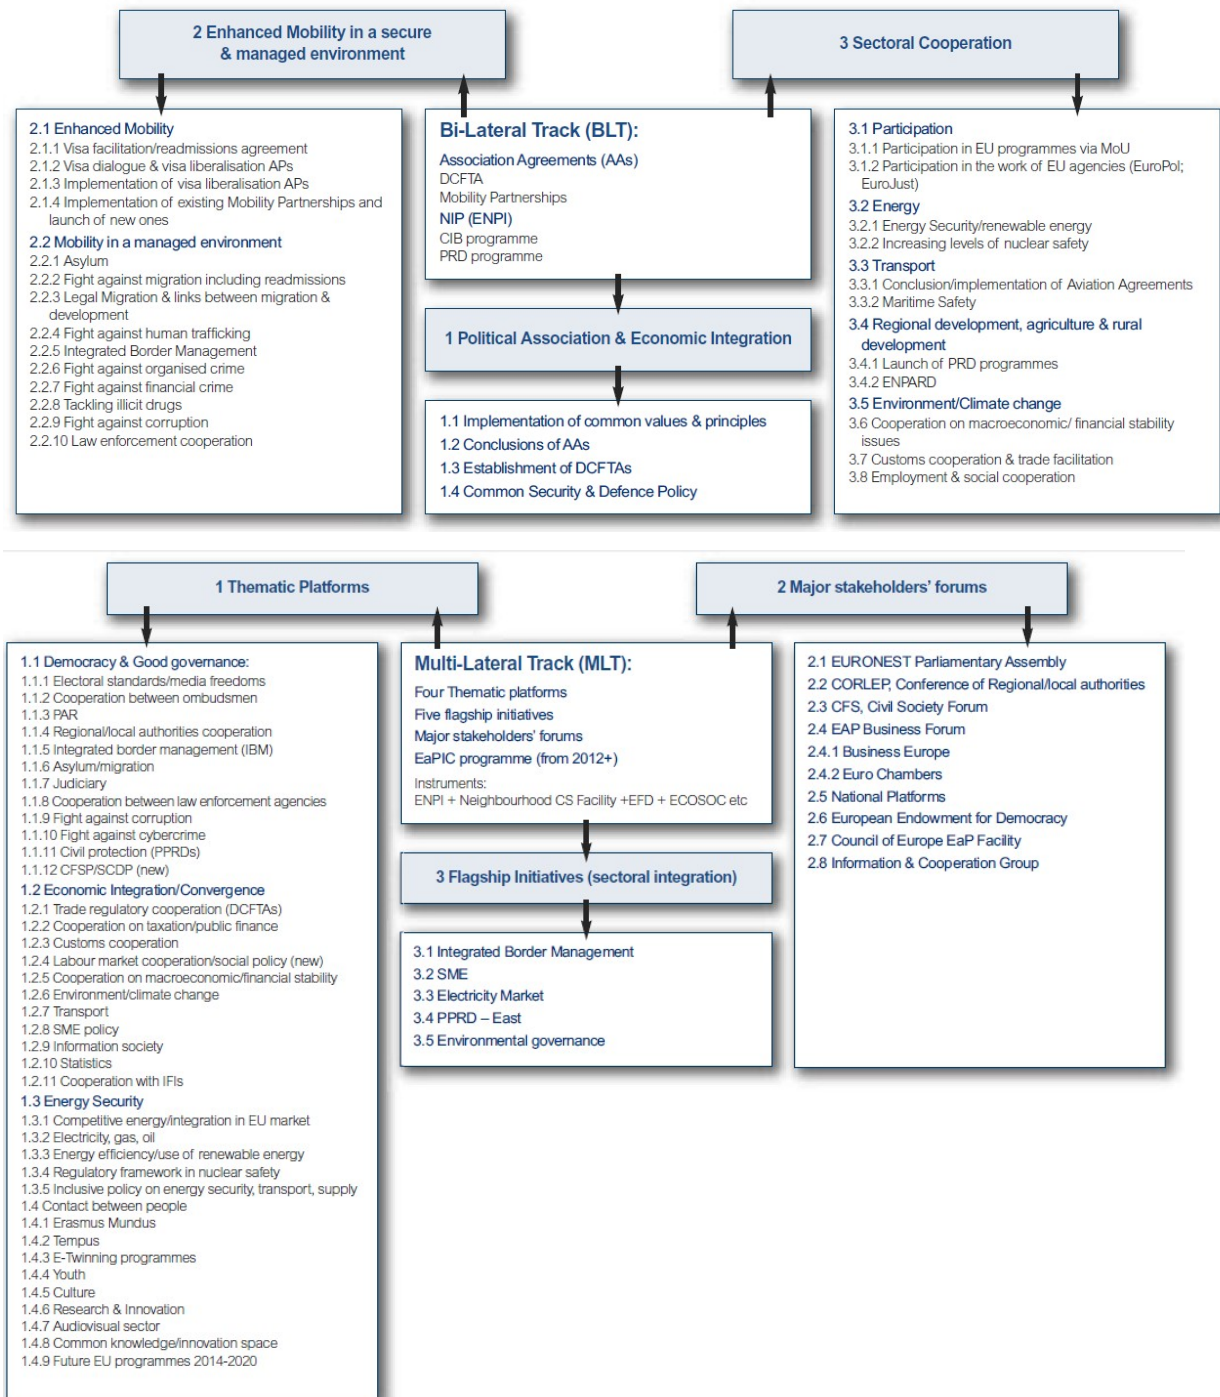 2 Enhanced Mobility in a secure
& managed environment
3 Sectoral Cooperation
2.1 Enhanced Mobility
2.1.1 Visa facilitation/readmissions agreement
2.1.2 Visa dialogue & visa liberalisation APs
2.1.3 Implementation of visa liberalisation APs
2.1.4 Implementation of existing Mobility Partnerships and
launch of new ones
2.2 Mobility in a managed environment
2.2.1 Asylum
2.2.2 Fight against migration including readmissions
2.2.3 Legal Migration & links between migration &
development
2.2.4 Fight against human trafficking
2.2.5 Integrated Border Management
2.2.6 Fight against organised crime
2.2.7 Fight against financial crime
2.2.8 Tackling illicit drugs
2.2.9 Fight against corruption
2.2.10 Law enforcement cooperation
Bi-Lateral Track (BLT):
Association Agreements (AAs)
DCFTA
Mobility Partnerships
NIP (ENPI)
CIB programme
PRD programme
1 Political Association & Economic Integration
1.1 Implementation of common values & principles
1.2 Conclusions of AAs
1.3 Establishment of DCFTAs
1.4 Common Security & Defence Policy
3.1 Participation
3.1.1 Participation in EU programmes via MoU
3.1.2 Participation in the work of EU agencies (EuroPol;
EuroJust)
3.2 Energy
3.2.1 Energy Security/renewable energy
3.2.2 Increasing levels of nuclear safety
3.3 Transport
3.3.1 Conclusion/implementation of Aviation Agreements
3.3.2 Maritime Safety
3.4 Regional development, agriculture & rural
development
3.4.1 Launch of PRD programmes
3.4.2 ENPARD
3.5 Environment/Climate change
3.6 Cooperation on macroeconomic/ financial stability
issues
3.7 Customs cooperation & trade facilitation
3.8 Employment & social cooperation
1 Thematic Platforms
2 Major stakeholders' forums
1.1 Democracy & Good governance:
1.1.1 Electoral standards/media freedoms
1.1.2 Cooperation between ombudsmen
1.1.3 PAR
1.1.4 Regional/local authorities cooperation
1.1.5 Integrated border management (IBM)
1.1.6 Asylum/migration
1.1.7 Judiciary
1.1.8 Cooperation between law enforcement agencies
1.1.9 Fight against corruption
1.1.10 Fight against cybercrime
1.1.11 Civil protection (PPRDs)
1.1.12 CFSP/SCDP (new)
1.2 Economic Integration/Convergence
1.2.1 Trade regulatory cooperation (DCFTAs)
1.2.2 Cooperation on taxation/public finance
1.2.3 Customs cooperation
1.2.4 Labour market cooperation/social policy (new)
1.2.5 Cooperation on macroeconomic/financial stability
1.2.6 Environment/climate change
1.2.7 Transport
1.2.8 SME policy
1.2.9 Information society
1.2.10 Statistics
1.2.11 Cooperation with IFIs
1.3 Energy Security
1.3.1 Competitive energy/integration in EU market
1.3.2 Electricity, gas, oil
1.3.3 Energy efficiency/use of renewable energy
1.3.4 Regulatory framework in nuclear safety
1.3.5 Inclusive policy on energy security, transport, supply
1.4 Contact between people
1.4.1 Erasmus Mundus
1.4.2 Tempus
1.4.3 E-Twinning programmes
1.4.4 Youth
1.4.5 Culture
1.4.6 Research & Innovation
1.4.7 Audiovisual sector
1.4.8 Common knowledge/innovation space
1.4.9 Future EU programmes 2014-2020
Multi-Lateral Track (MLT):
Four Thematic platforms
Five flagship initiatives
Major stakeholders' forums
EaPIC programme (from 2012+)
Instruments:
ENPI + Neighbourhood CS Facility +EFD + ECOSOC etc
3 Flagship Initiatives (sectoral integration)
3.1 Integrated Border Management
3.2 SME
3.3 Electricity Market
3.4 PPRD – East
3.5 Environmental governance
2.1 EURONEST Parliamentary Assembly
2.2 CORLEP, Conference of Regional/local authorities
2.3 CFS, Civil Society Forum
2.4 EAP Business Forum
2.4.1 Business Europe
2.4.2 Euro Chambers
2.5 National Platforms
2.6 European Endowment for Democracy
2.7 Council of Europe EaP Facility
2.8 Information & Cooperation Group